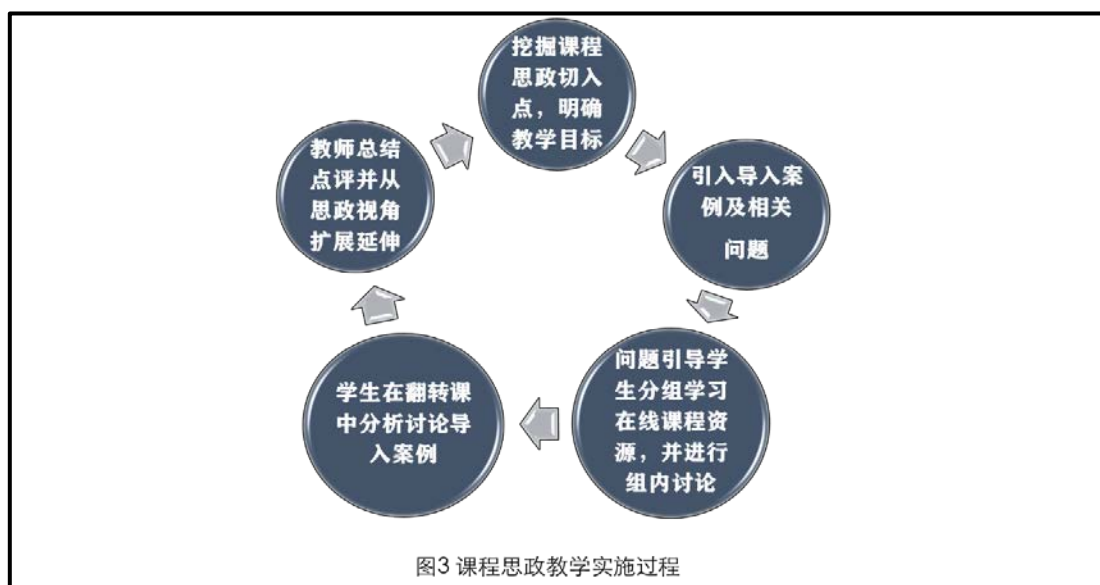 挖掘课程
思政切入
点，明确
教学目标
引入导入案
例及相关
问题
问题引导学
生分组学习
在线课程资
源，并进行
组内讨论
学生在翻转课
中分析讨论导
入案例
教师总结
点评并从
思政视角
扩展延伸
图3 课程思政教学实施过程